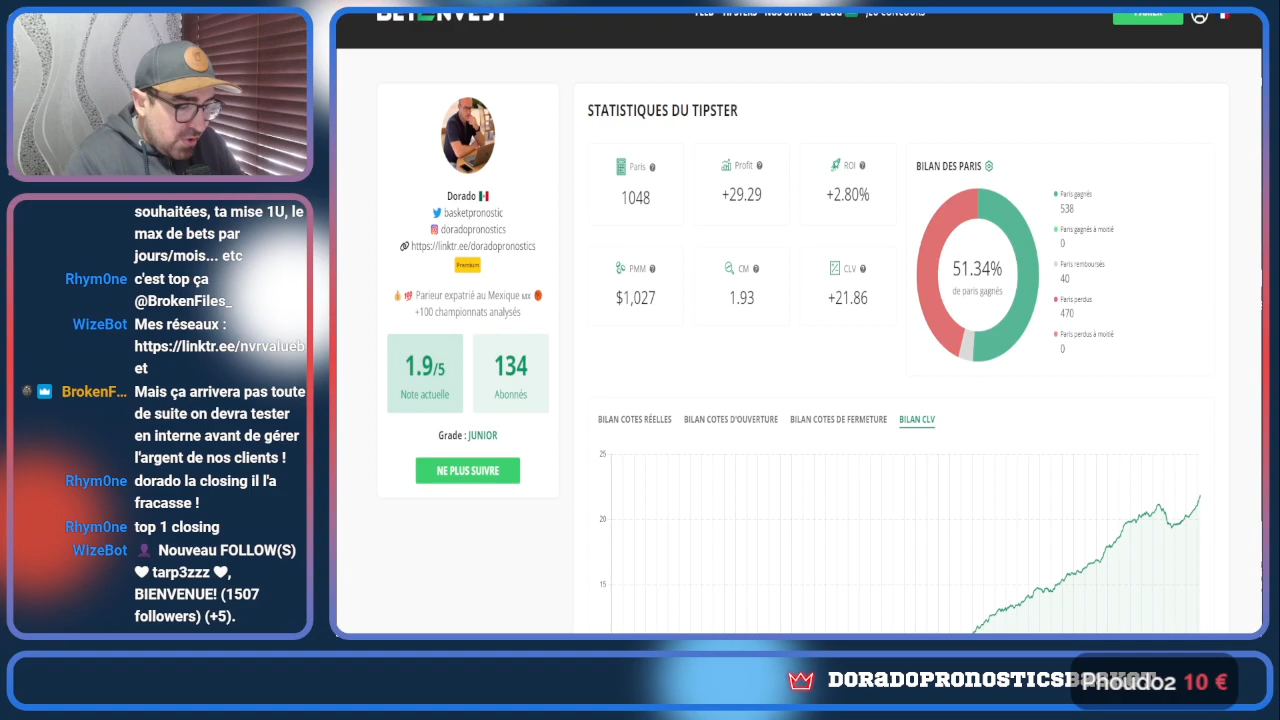 souhaitées, ta mise 1U, le
max de bets par
jours/mois... etc
Rhym0ne c'est top ça
@BrokenFiles_
WizeBot Mes réseaux :
https://linktr.ee/nvrvalueb
et
BrokenF... Mais ça arrivera pas toute
de suite on devra tester
en interne avant de gérer
l'argent de nos clients !
Rhym0ne dorado la closing il l'a
fracasse !
Rhym0ne top 1 closing
WizeBot 👤 Nouveau FOLLOW(S)
🤍 tarp3zzz 🤍,
BIENVENUE! (1507
followers) (+5).
Dorado
basketpronostic
doradopronostics
https://linktr.ee/doradopronostics
Premium
Parieur expatrié au Mexique MX
+100 championnats analysés
1.9/5
Note actuelle
134
Abonnés
Grade : JUNIOR
NE PLUS SUIVRE
STATISTIQUES DU TIPSTER
Paris
1048
Profit
+29.29
ROI
+2.80%
PMM
$1,027
CM
1.93
CLV
+21.86
BILAN DES PARIS
51.34%
de paris gagnés
Paris gagnés
538
Paris gagnés à moitié
0
Paris remboursés
40
Paris perdus
470
Paris perdus à moitié
0
BILAN COTES RÉELLES
BILAN COTES D'OUVERTURE
BILAN COTES DE FERMETURE
BILAN CLV
25
20
15
DORADOPRONOSTICS
Phoudo2 10 €